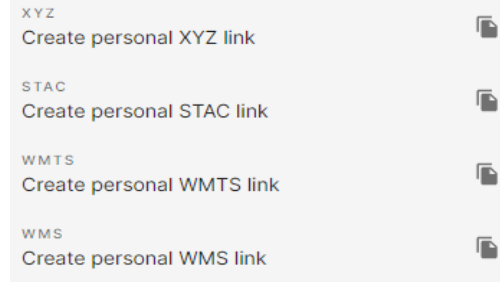 XYZ
Create personal XYZ link
STAC
Create personal STAC link
WMTS
Create personal WMTS link
WMS
Create personal WMS link